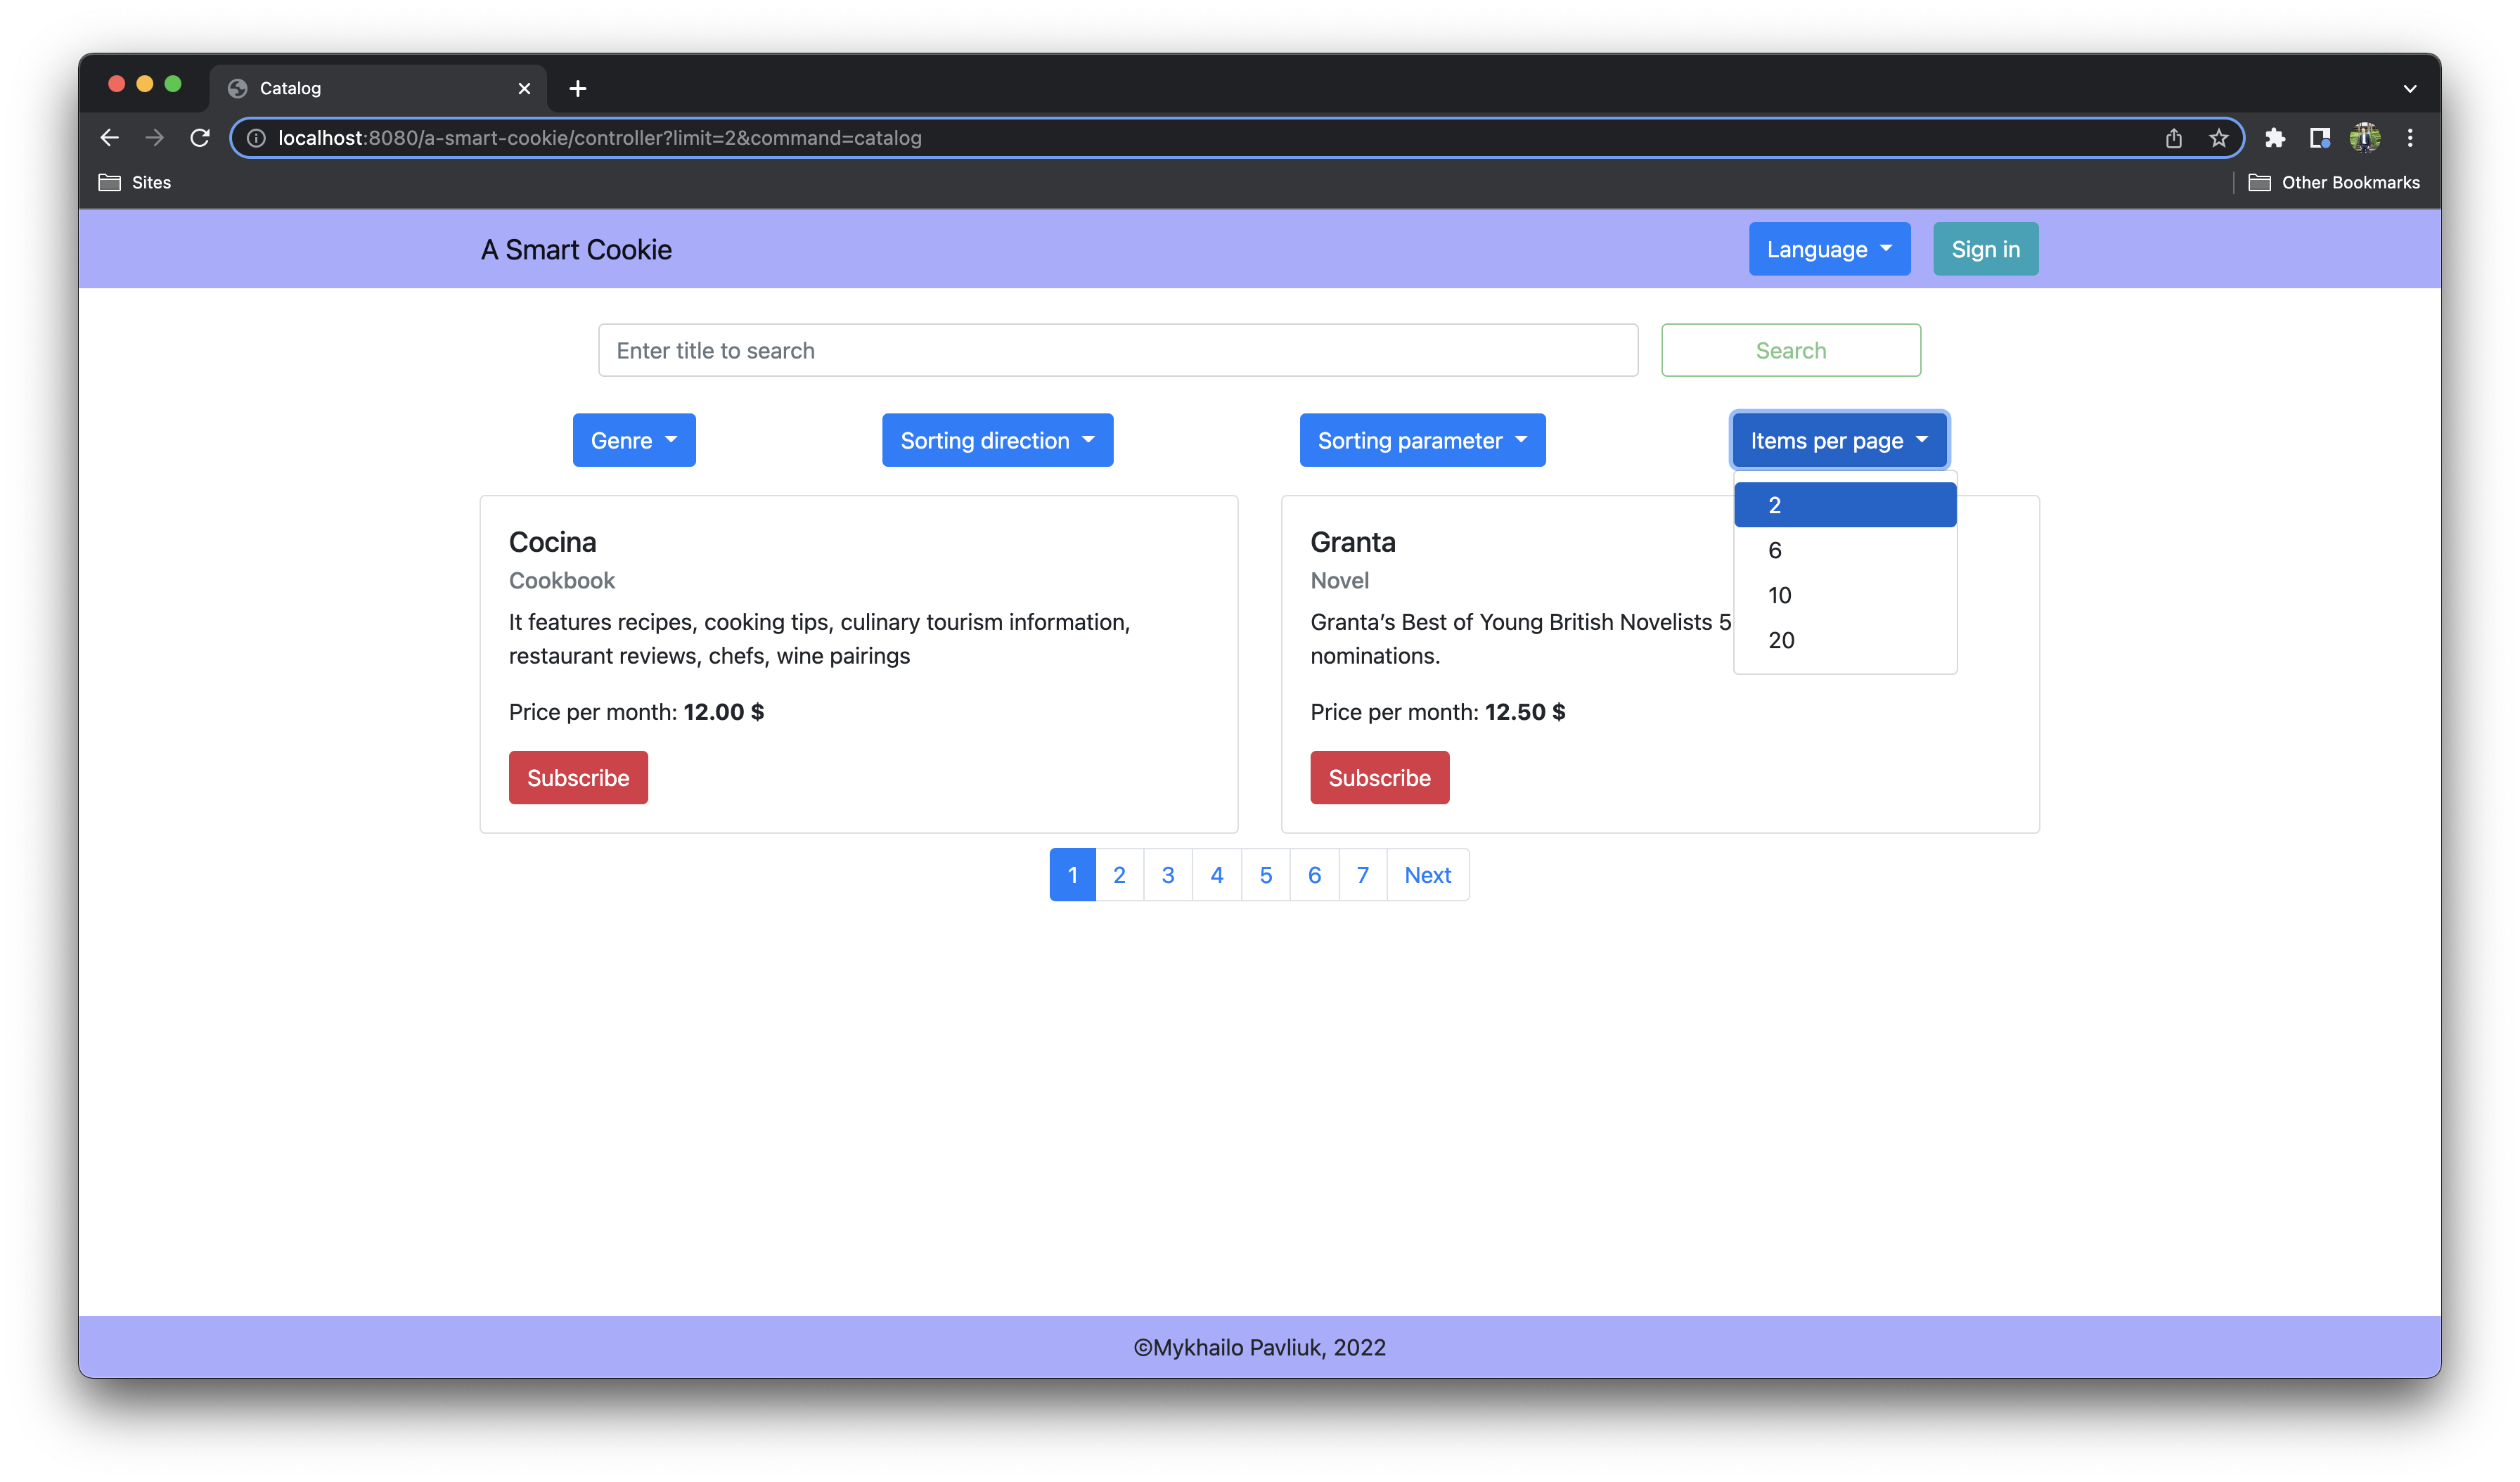 Catalog
localhost:8080/a-smart-cookie/controller?limit=2&command=catalog
Sites
Other Bookmarks
A Smart Cookie
Language
Sign in
Enter title to search
Search
Genre
Sorting direction
Sorting parameter
Items per page
2
6
10
20
Cocina
Cookbook
It features recipes, cooking tips, culinary tourism information,
restaurant reviews, chefs, wine pairings
Price per month: 12.00 $
Subscribe
Granta
Novel
Granta’s Best of Young British Novelists 5
nominations.
Price per month: 12.50 $
Subscribe
1 2 3 4 5 6 7 Next
©Mykhailo Pavliuk, 2022